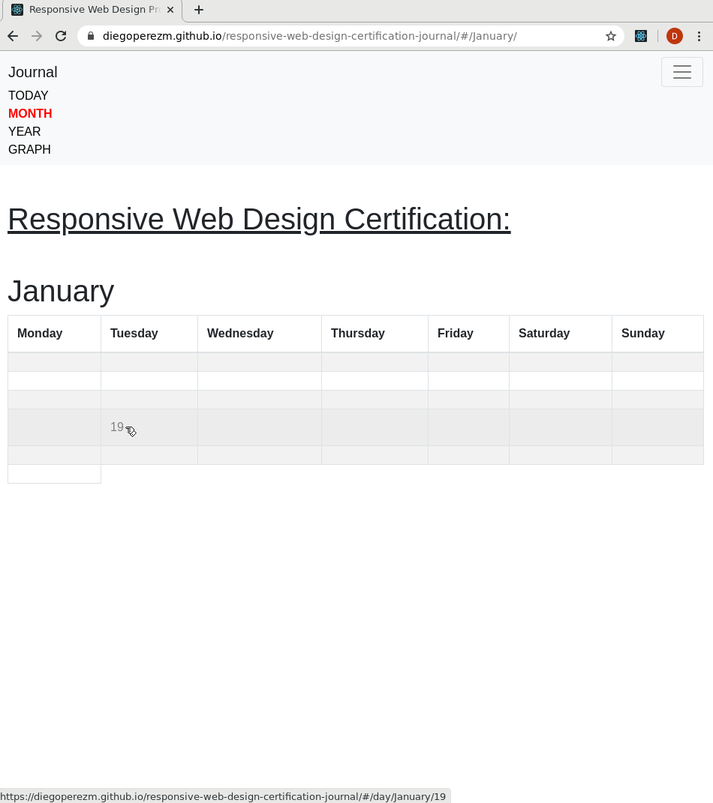 Responsive Web Design Pr
diegoperezm.github.io/responsive-web-design-certification-journal/#/January/
D
Journal
TODAY
MONTH
YEAR
GRAPH
Responsive Web Design Certification:
January
Monday Tuesday Wednesday Thursday Friday Saturday Sunday
19
https://diegoperezm.github.io/responsive-web-design-certification-journal/#/day/January/19